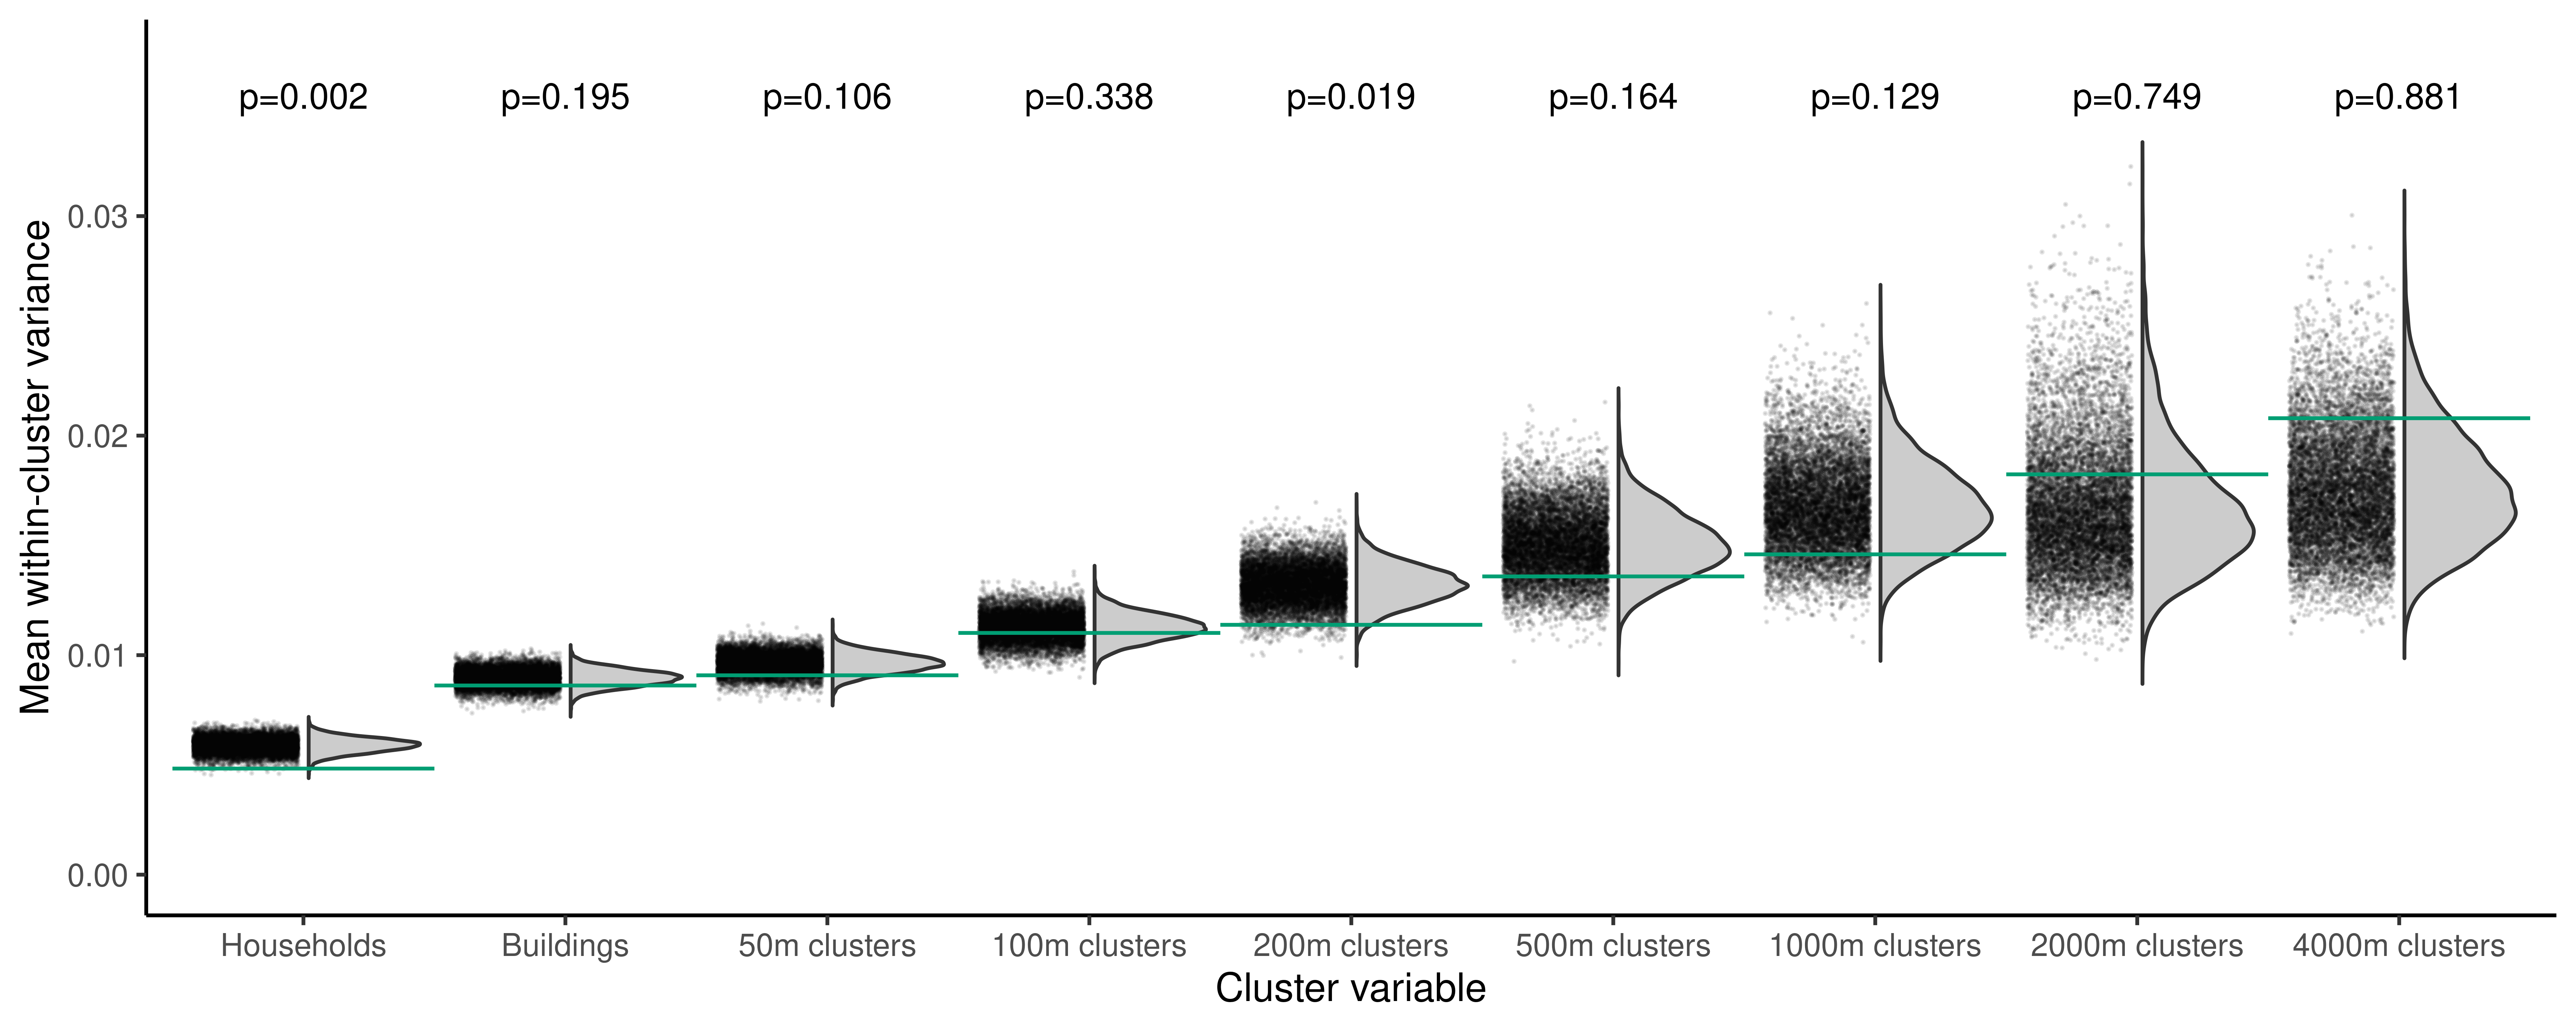 p=0.002 p=0.195 p=0.106 p=0.338 p=0.019 p=0.164 p=0.129 p=0.749 p=0.881
Mean within-cluster variance
0.03
0.02
0.01
0.00
Households Buildings 50m clusters 100m clusters 200m clusters 500m clusters 1000m clusters 2000m clusters 4000m clusters
Cluster variable